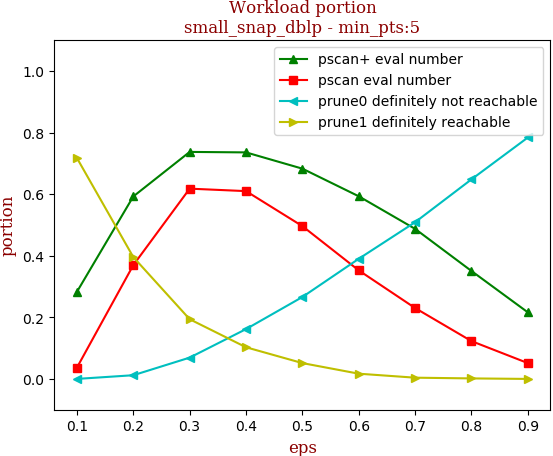 Workload portion
small_snap_dblp - min_pts:5
pscan+ eval number
pscan eval number
prune0 definitely not reachable
prune1 definitely reachable
portion
1.0
0.8
0.6
0.4
0.2
0.0
0.1 0.2 0.3 0.4 0.5 0.6 0.7 0.8 0.9
eps